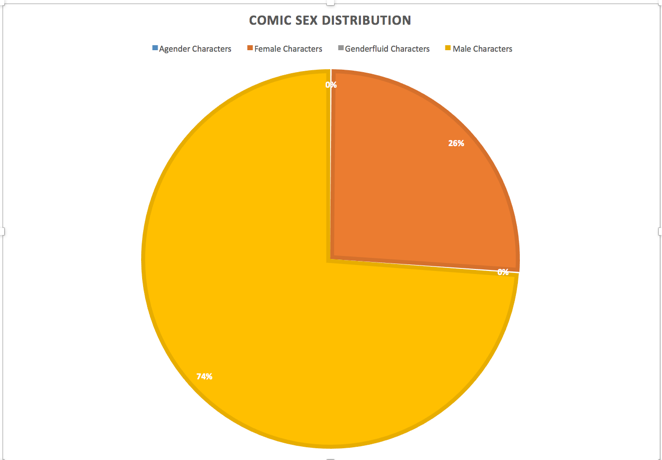 COMIC SEX DISTRIBUTION
Agender Characters Female Characters Genderfluid Characters Male Characters
0%
26%
0%
74%